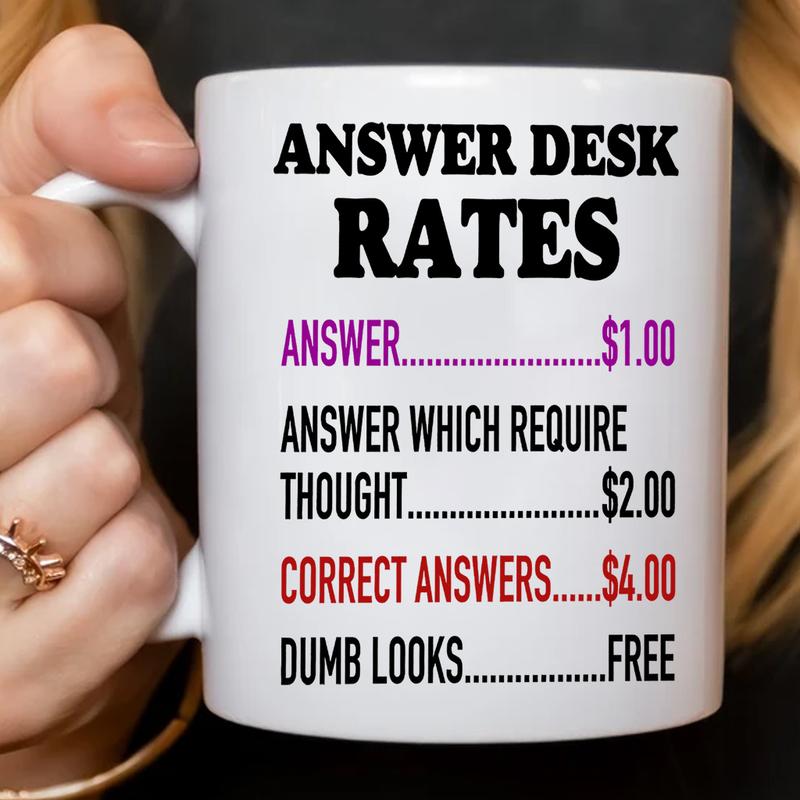 ANSWER DESK
RATES
ANSWER........................$1.00
ANSWER WHICH REQUIRE
THOUGHT.......................$2.00
CORRECT ANSWERS......$4.00
DUMB LOOKS.................FREE